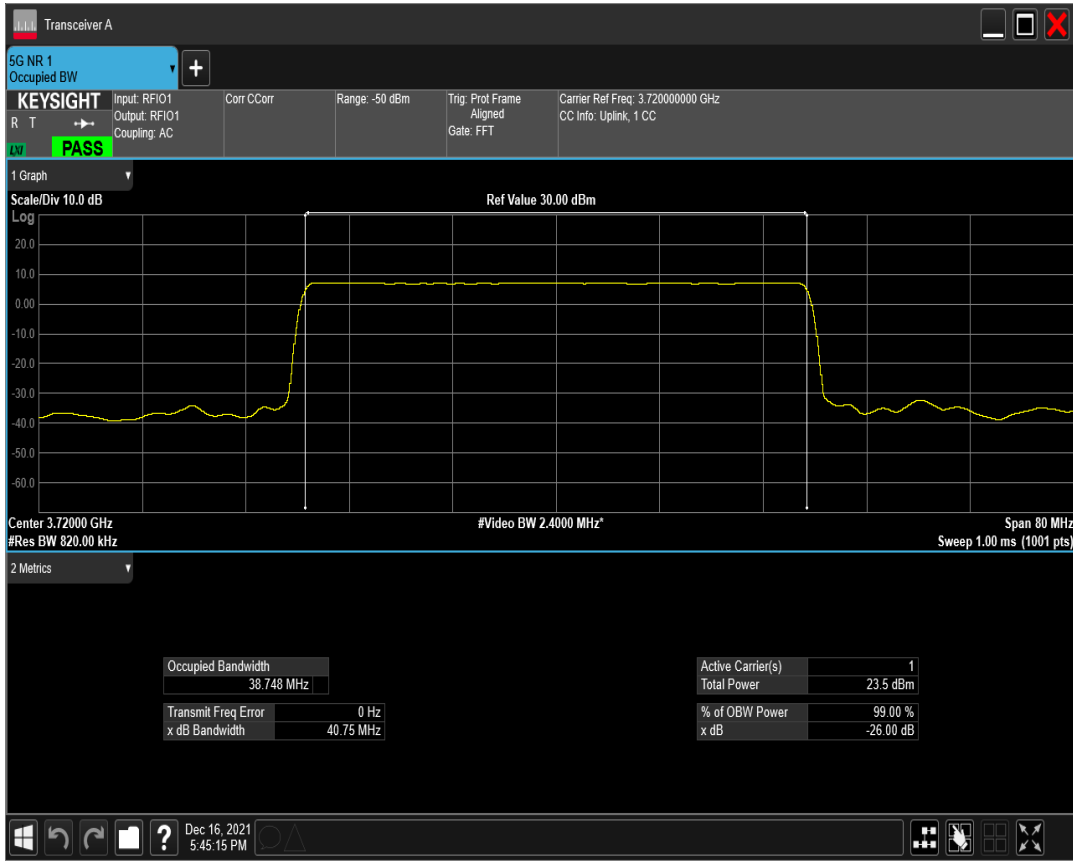 Transceiver A
5G NR 1
Occupied BW
+
KEYSIGHT
R T
LXI
PASS
Input: RFIO1
Output: RFIO1
Coupling: AC
Corr CCorr
Range: -50 dBm
Trig: Prot Frame
Aligned
Gate: FFT
Carrier Ref Freq: 3.720000000 GHz
CC Info: Uplink, 1 CC
1 Graph
Scale/Div 10.0 dB
Ref Value 30.00 dBm
Log
20.0
10.0
0.00
-10.0
-20.0
-30.0
-40.0
-50.0
-60.0
Center 3.72000 GHz
#Video BW 2.4000 MHz*
Span 80 MHz
#Res BW 820.00 kHz
Sweep 1.00 ms (1001 pts)
2 Metrics
Occupied Bandwidth
38.748 MHz
Transmit Freq Error 0 Hz
x dB Bandwidth 40.75 MHz
Active Carrier(s) 1
Total Power 23.5 dBm
% of OBW Power 99.00 %
x dB -26.00 dB
?
Dec 16, 2021
5:45:15 PM